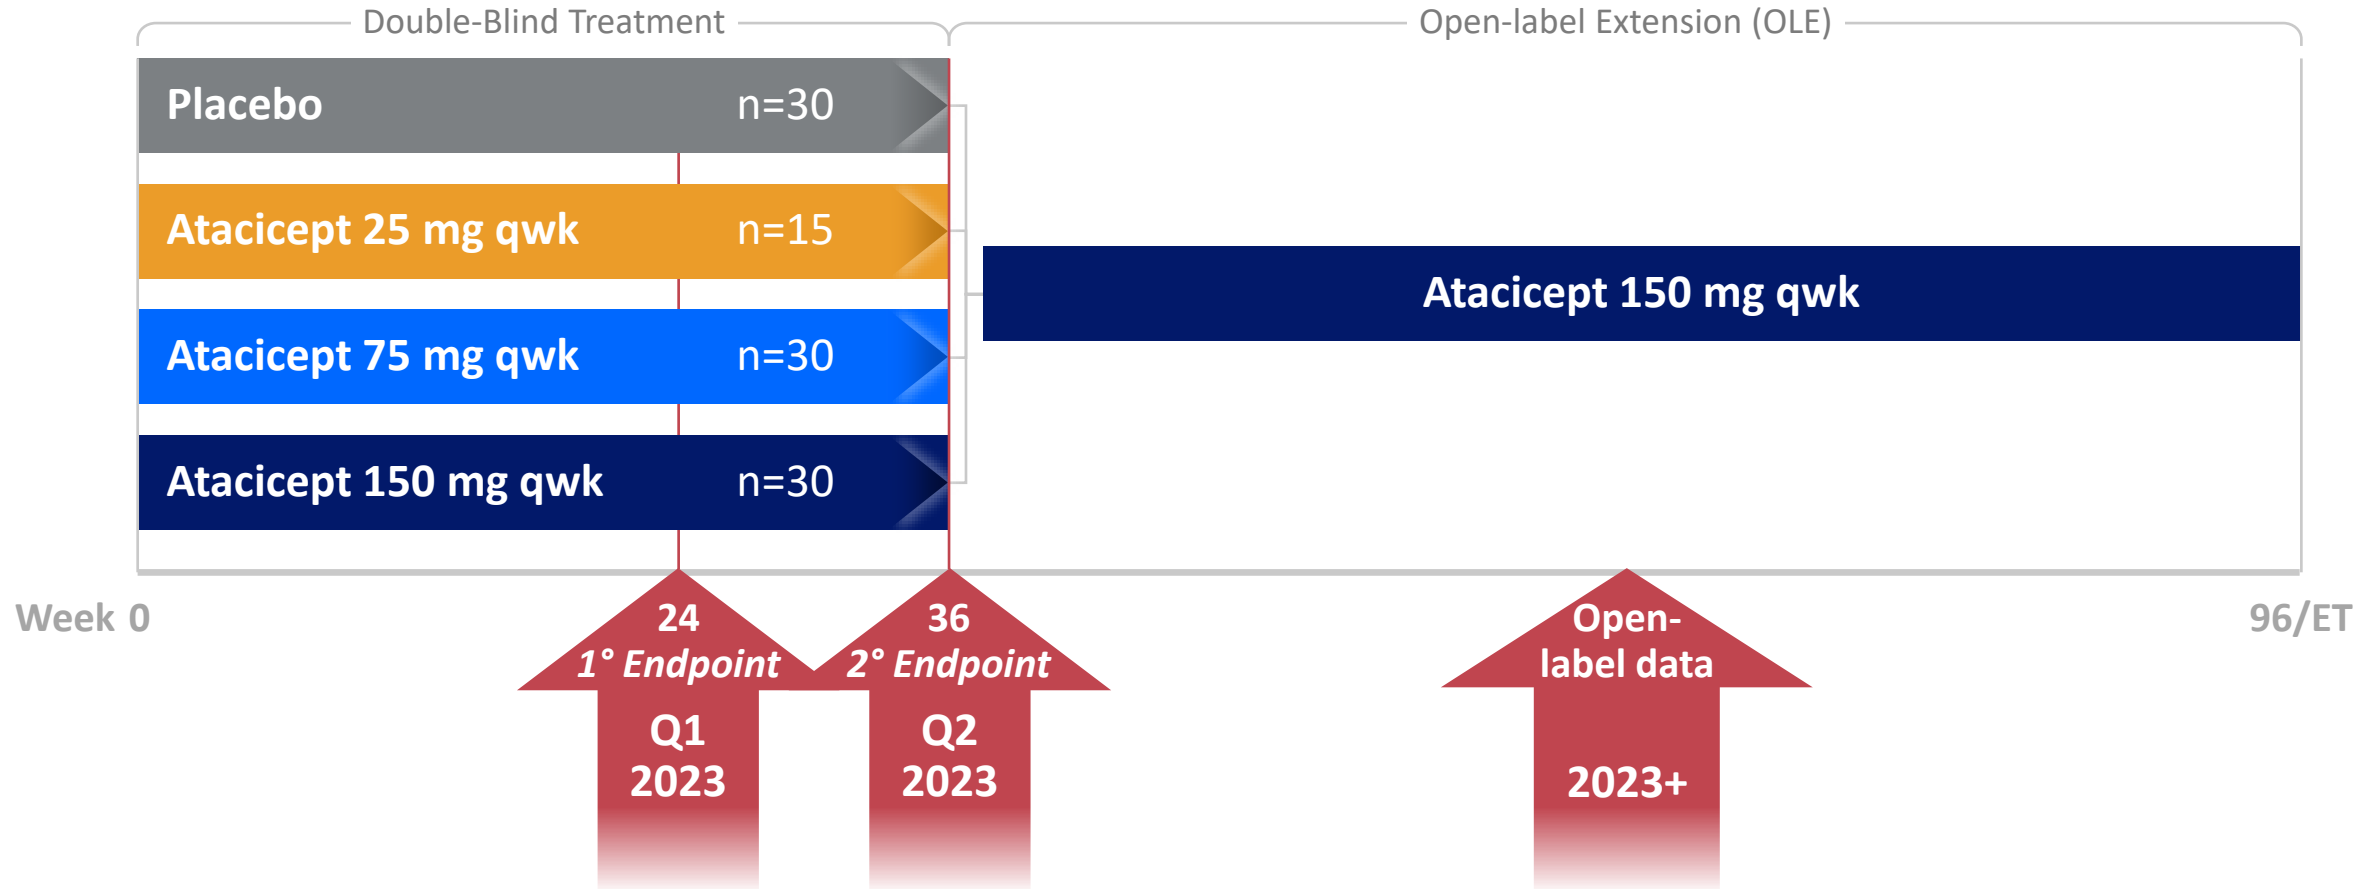 Double-Blind Treatment
Open-label Extension (OLE)
Placebo n=30
Atacicept 25 mg qwk n=15
Atacicept 75 mg qwk n=30
Atacicept 150 mg qwk n=30
Atacicept 150 mg qwk
Week 0
24
1° Endpoint
Q1
2023
36
2° Endpoint
Q2
2023
Open-
label data
2023+
96/ET